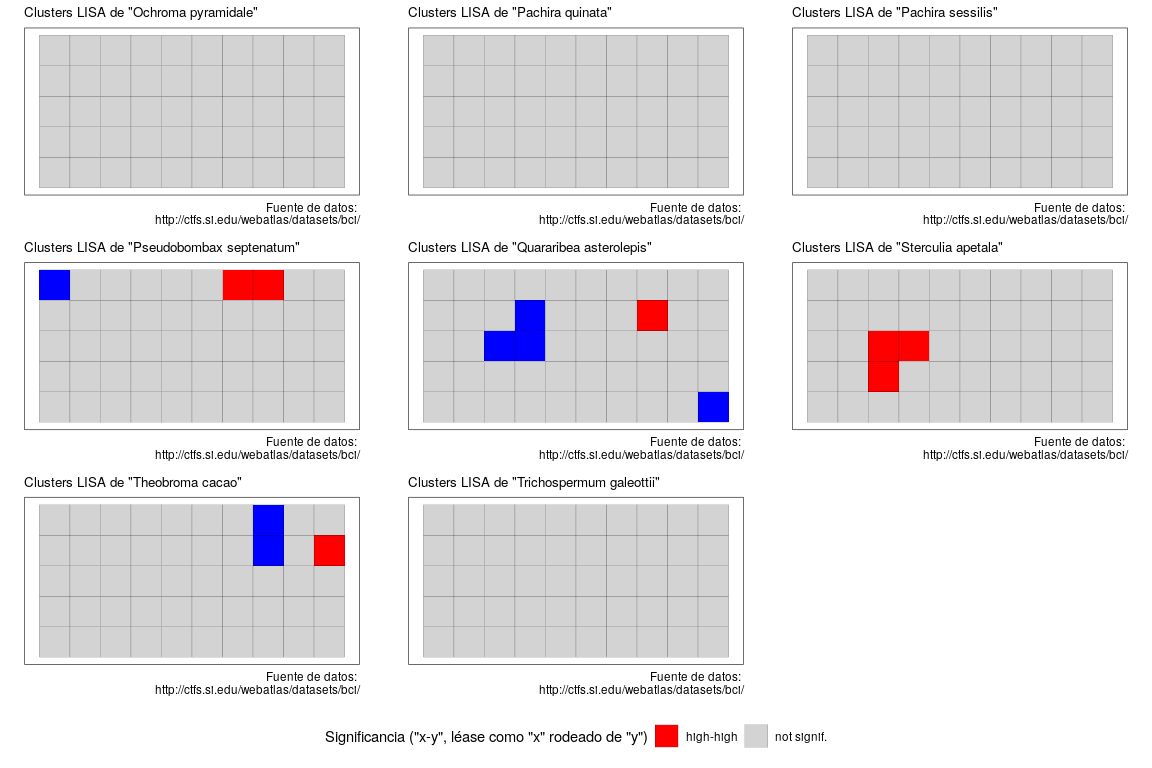 Clusters LISA de "Ochroma pyramidale"
Clusters LISA de "Pachira quinata"
Clusters LISA de "Pachira sessilis"
Fuente de datos:
http://ctfs.si.edu/webatlas/datasets/bci/
Fuente de datos:
http://ctfs.si.edu/webatlas/datasets/bci/
Fuente de datos:
http://ctfs.si.edu/webatlas/datasets/bci/
Clusters LISA de "Pseudobombax septenatum"
Clusters LISA de "Quararibea asterolepis"
Clusters LISA de "Sterculia apetala"
Fuente de datos:
http://ctfs.si.edu/webatlas/datasets/bci/
Fuente de datos:
http://ctfs.si.edu/webatlas/datasets/bci/
Fuente de datos:
http://ctfs.si.edu/webatlas/datasets/bci/
Clusters LISA de "Theobroma cacao"
Clusters LISA de "Trichospermum galeottii"
Fuente de datos:
http://ctfs.si.edu/webatlas/datasets/bci/
Fuente de datos:
http://ctfs.si.edu/webatlas/datasets/bci/
Significancia ("x-y", léase como "x" rodeado de "y") high-high not signif.